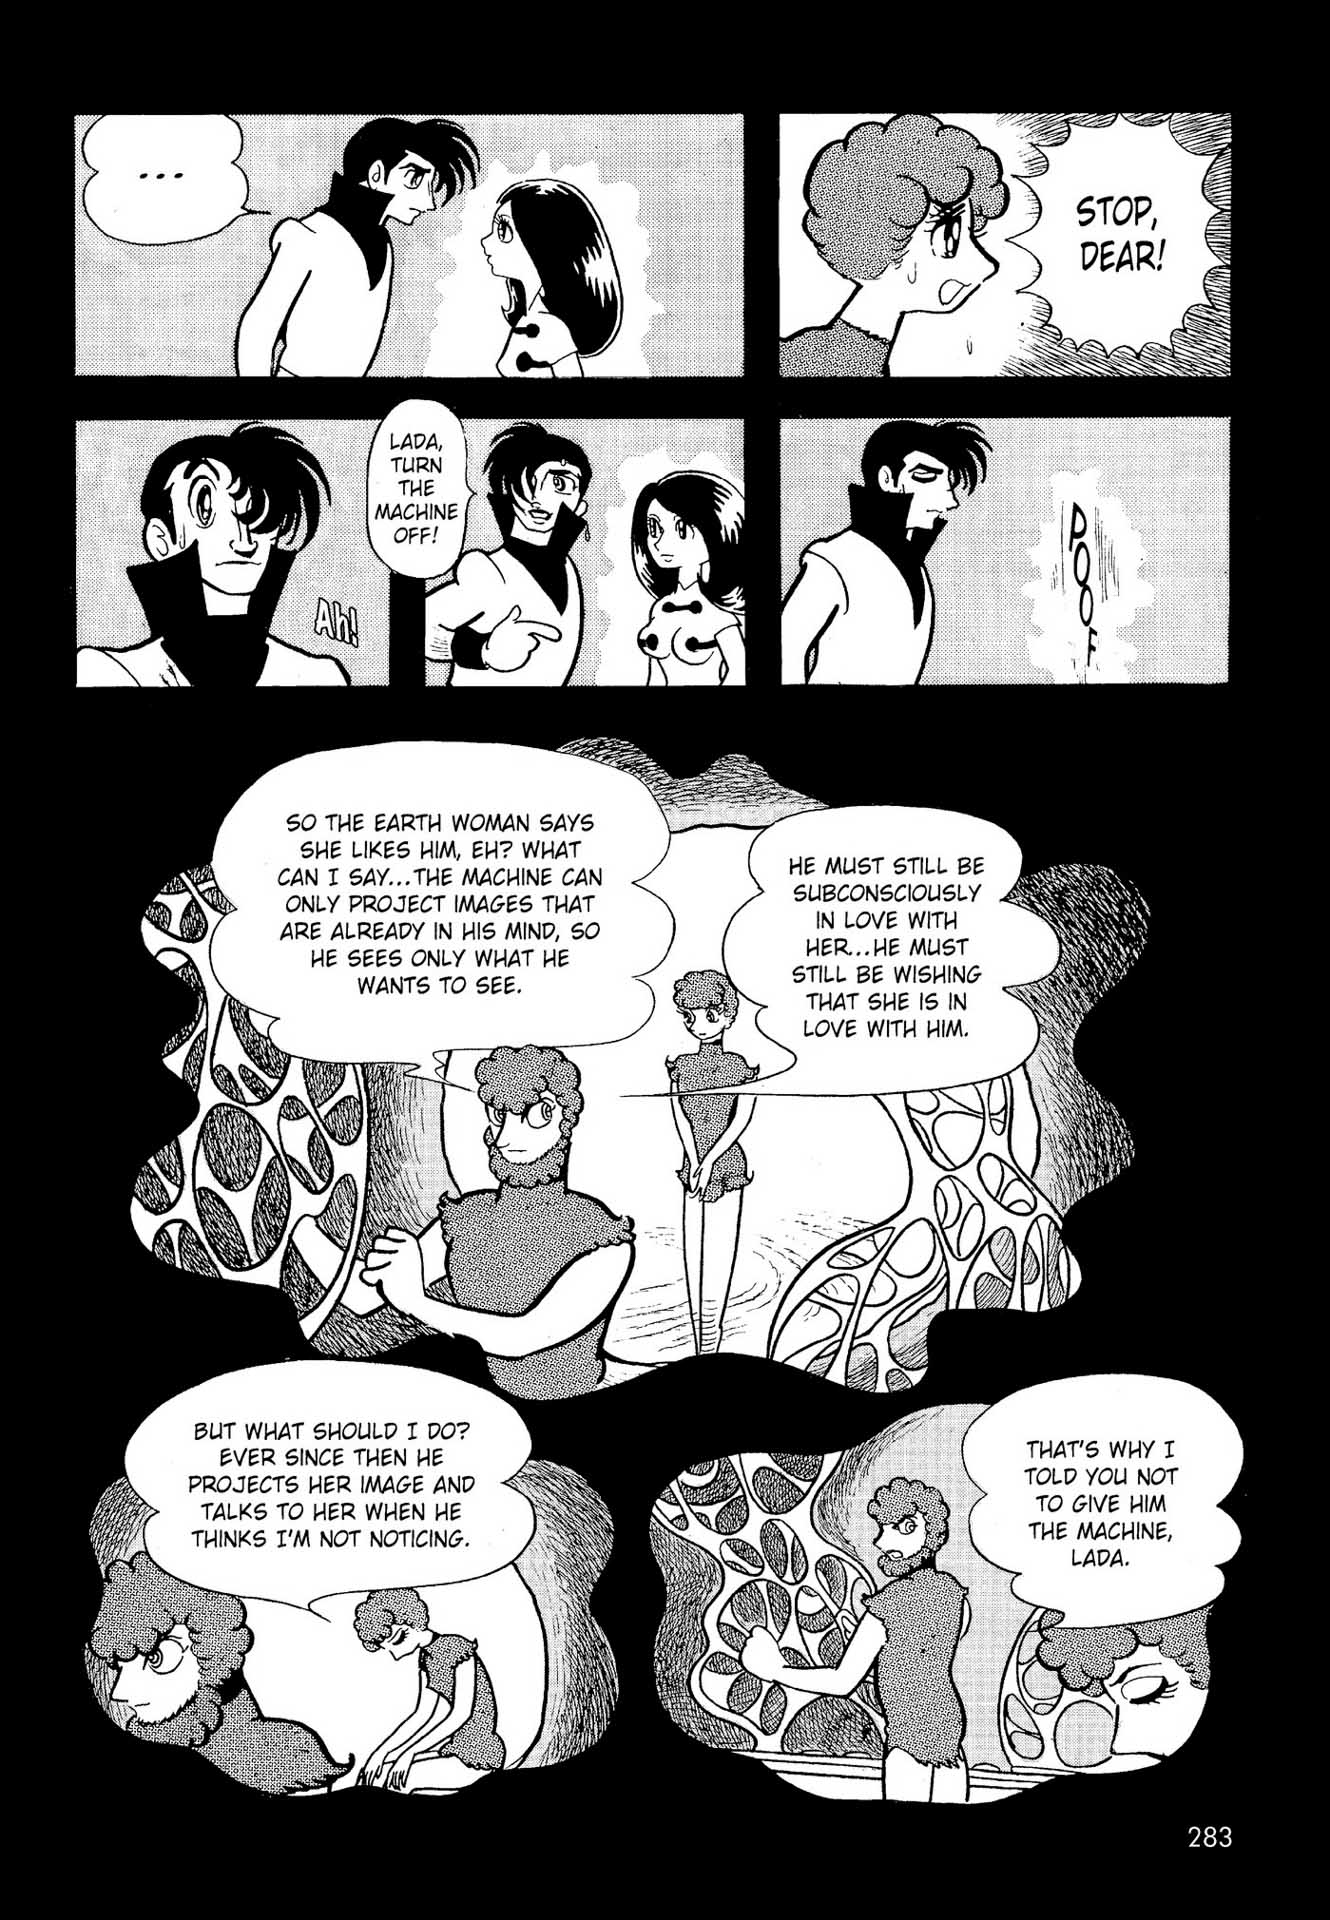 ...
STOP,
DEAR!
Ah!
LADA,
TURN
THE
MACHINE
OFF!
POOF
SO THE EARTH WOMAN SAYS
SHE LIKES HIM, EH? WHAT
CAN I SAY...THE MACHINE CAN
ONLY PROJECT IMAGES THAT
ARE ALREADY IN HIS MIND, SO
HE SEES ONLY WHAT HE
WANTS TO SEE.
HE MUST STILL BE
SUBCONSCIOUSLY
IN LOVE WITH
HER...HE MUST
STILL BE WISHING
THAT SHE IS IN
LOVE WITH HIM.
BUT WHAT SHOULD I DO?
EVER SINCE THEN HE
PROJECTS HER IMAGE AND
TALKS TO HER WHEN HE
THINKS I'M NOT NOTICING.
THAT'S WHY I
TOLD YOU NOT
TO GIVE HIM
THE MACHINE,
LADA.
283